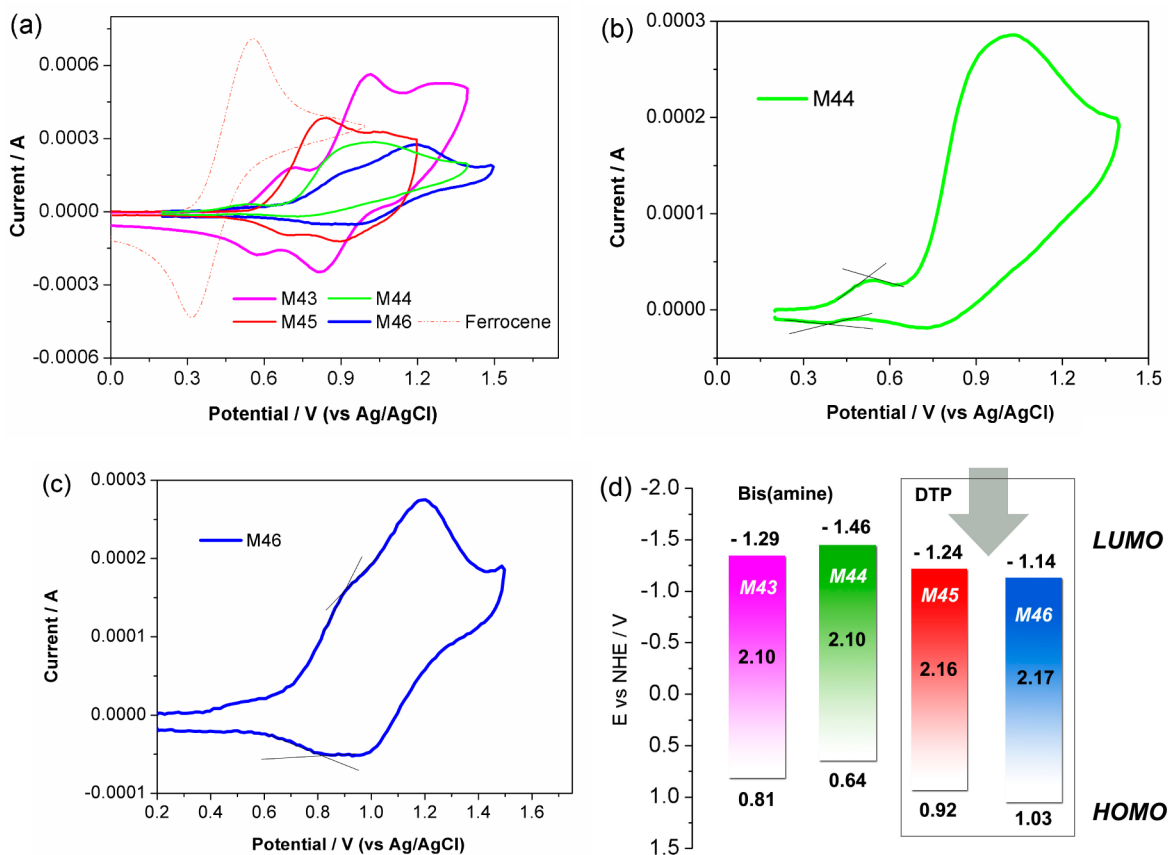 (a)
0.0006
0.0003
0.0000
-0.0003
-0.0006
Current / A
M43 M44
M45 M46 Ferrocene
0.0 0.3 0.6 0.9 1.2 1.5
Potential / V (vs Ag/AgCl)
(b)
0.0003
0.0002
0.0001
0.0000
Current / A
M44
0.0 0.3 0.6 0.9 1.2 1.5
Potential / V (vs Ag/AgCl)
(c)
0.0003
0.0002
0.0001
0.0000
-0.0001
Current / A
M46
0.2 0.4 0.6 0.8 1.0 1.2 1.4 1.6
Potential / V (vs Ag/AgCl)
(d)
-2.0
-1.5
-1.0
-0.5
0.0
0.5
1.0
1.5
E vs NHE / V
Bis(amine) DTP
- 1.29 - 1.46 - 1.24 - 1.14
LUMO
M43 M44 M45 M46
2.10 2.10 2.16 2.17
0.81 0.64 0.92 1.03
HOMO